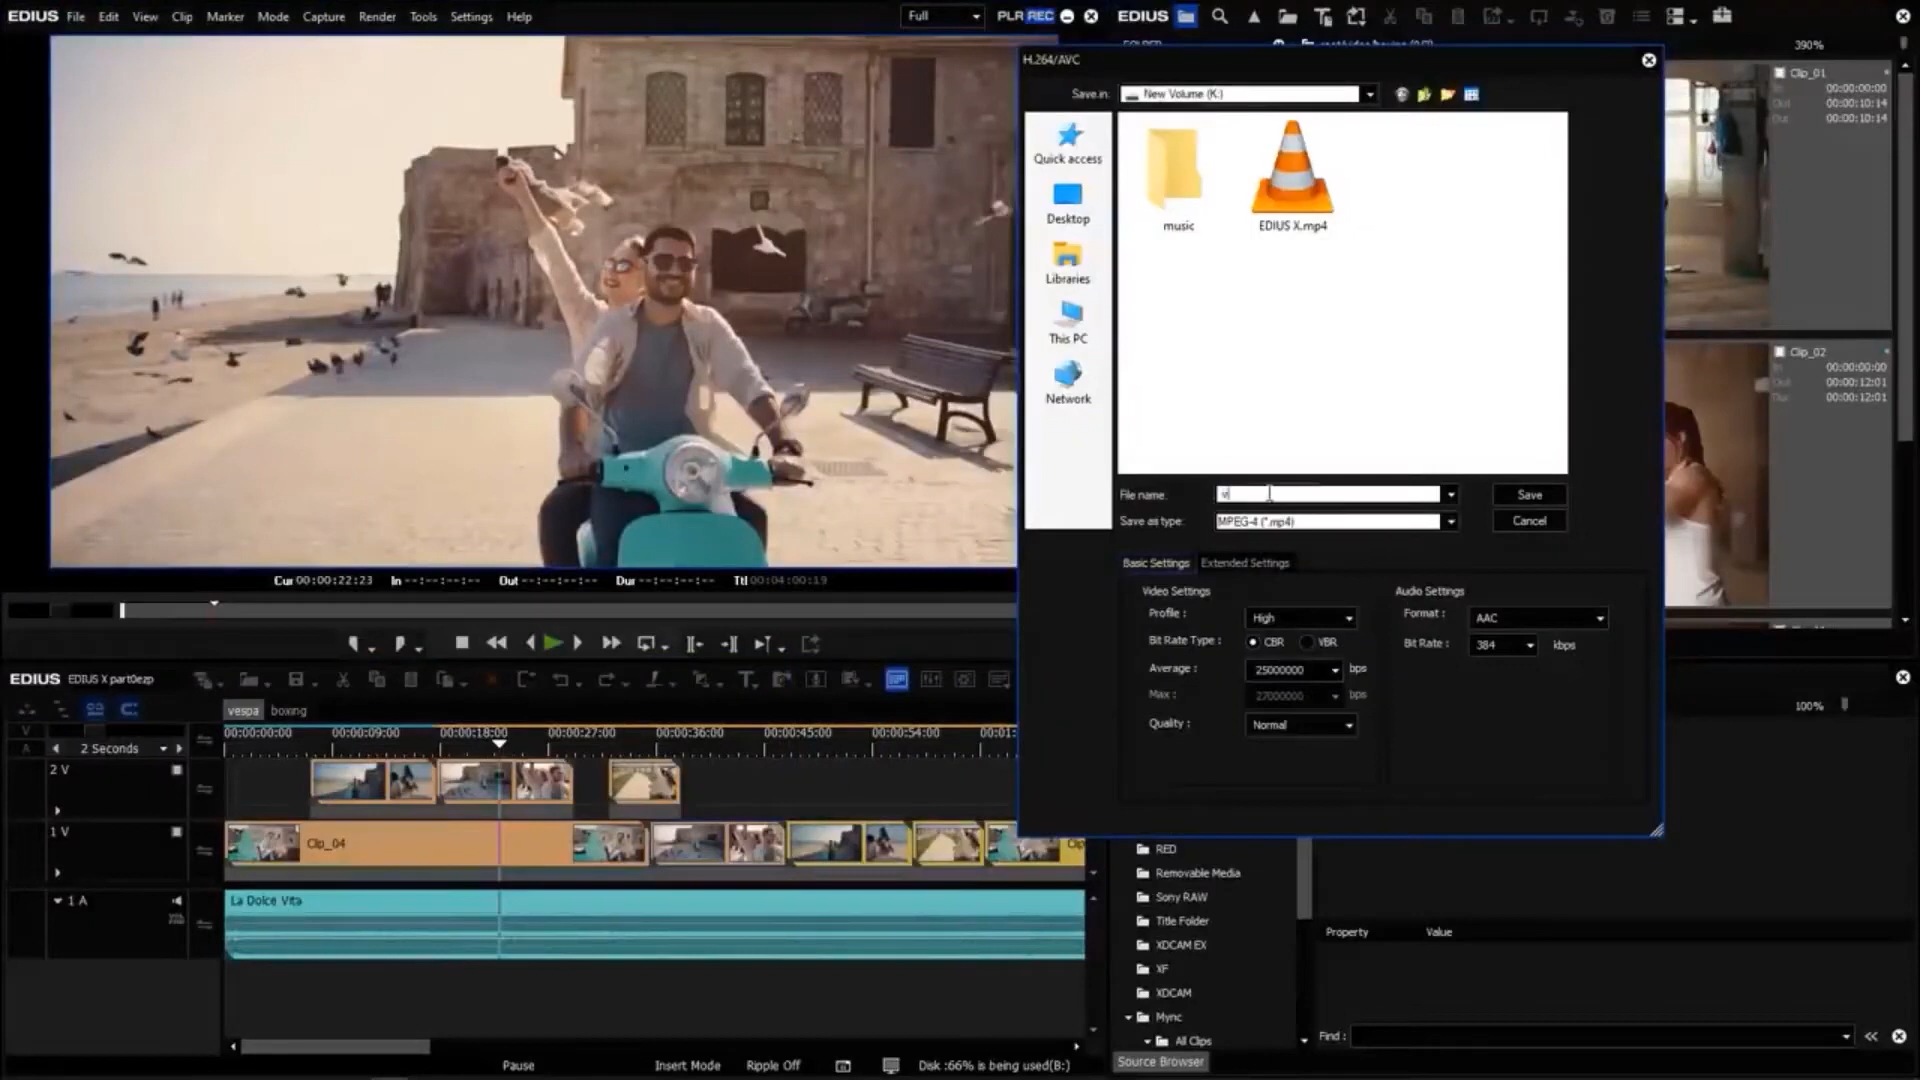 EDIUS File Edit View Clip Marker Mode Capture Render Tools Settings Help
Full
PLR REC
EDIUS
390%
Clip_01
In 00:00:00:00
Out 00:00:10:14
Dur 00:00:10:14
Clip_02
In 00:00:00:00
Out 00:00:12:01
Dur 00:00:12:01
H.264/AVC
Save in: New Volume (K:)
Quick access
Desktop
Libraries
This PC
Network
music
EDIUS X.mp4
File name: v
Save
Save as type: MPEG-4 (*.mp4)
Cancel
Basic Settings Extended Settings
Video Settings
Profile : High
Bit Rate Type : CBR VBR
Average : 25000000 bps
Max : 27000000 bps
Quality : Normal
Audio Settings
Format : AAC
Bit Rate : 384 kbps
Cur 00:00:22:23 In --:--:--:-- Out --:--:--:-- Dur --:--:--:-- Ttl 00:04:00:19
EDIUS EDIUS X part0ezp
vespa boxing
V
A
2 Seconds
00:00:00:00 00:00:09:00 00:00:18:00 00:00:27:00 00:00:36:00 00:00:45:00 00:00:54:00 00:01:
2 V
1 V
Clip_04
1 A
La Dolce Vita
Pause
Insert Mode
Ripple Off
Disk :66% is being used(B:)
100%
RED
Removable Media
Sony RAW
Title Folder
XDCAM EX
XF
XDCAM
Mync
All Clips
Source Browser
Property Value
Find :